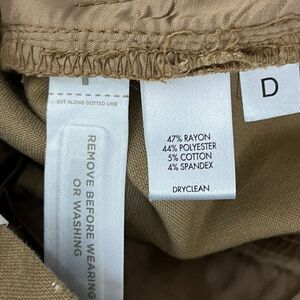 CUT ALONG DOTTED LINE
REMOVE BEFORE WEARING
OR WASHING
47% RAYON
44% POLYESTER
5% COTTON
4% SPANDEX
DRYCLEAN
D